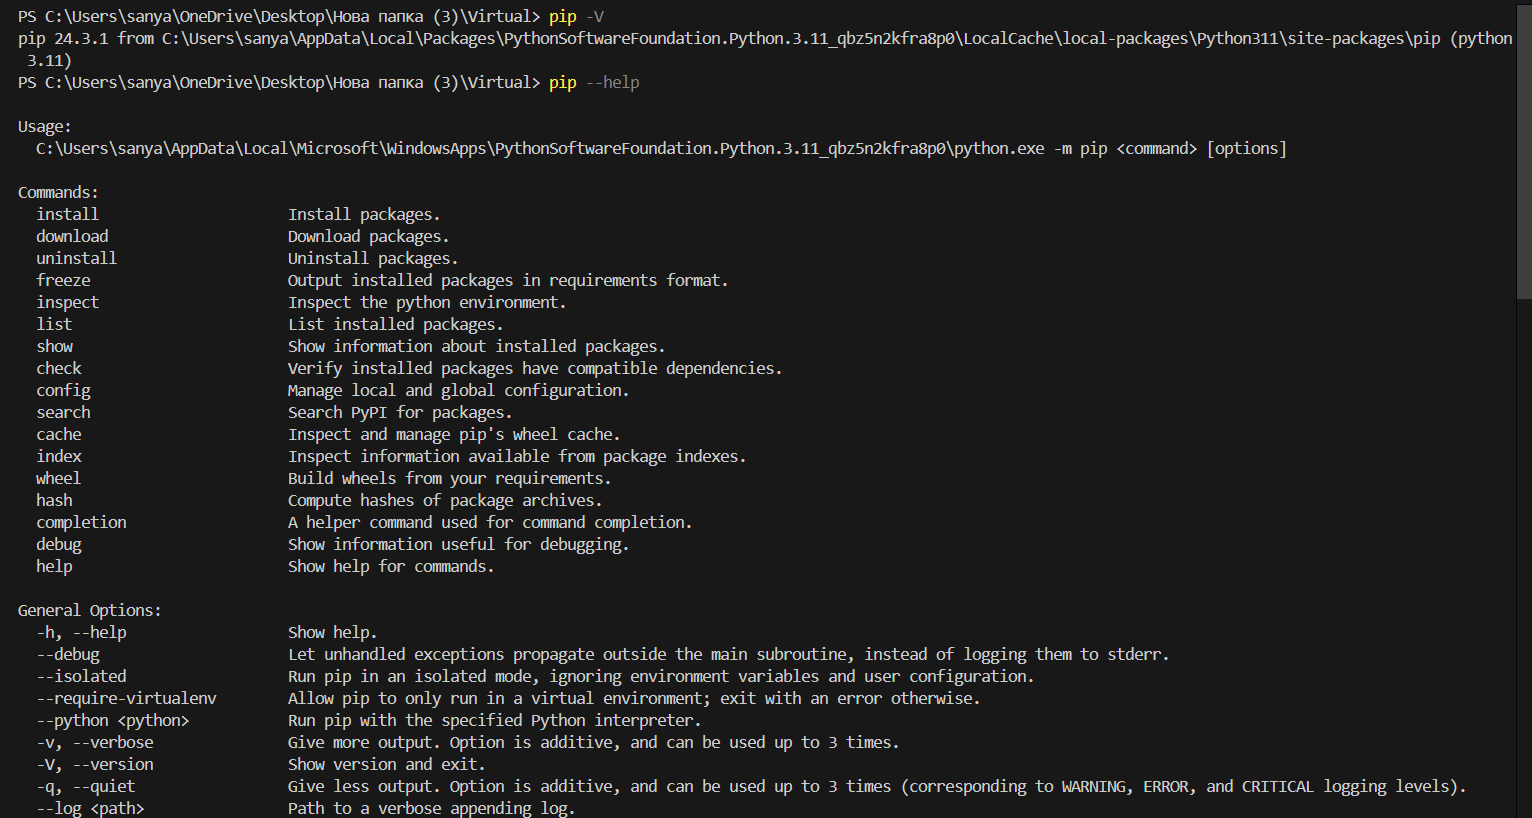 PS C:\Users\sanya\OneDrive\Desktop\Нова папка (3)\Virtual> pip -V
pip 24.3.1 from C:\Users\sanya\AppData\Local\Packages\PythonSoftwareFoundation.Python.3.11_qbz5n2kfra8p0\LocalCache\local-packages\Python311\site-packages\pip (python
 3.11)
PS C:\Users\sanya\OneDrive\Desktop\Нова папка (3)\Virtual> pip --help

Usage:
  C:\Users\sanya\AppData\Local\Microsoft\WindowsApps\PythonSoftwareFoundation.Python.3.11_qbz5n2kfra8p0\python.exe -m pip <command> [options]

Commands:
  install                     Install packages.
  download                    Download packages.
  uninstall                   Uninstall packages.
  freeze                      Output installed packages in requirements format.
  inspect                     Inspect the python environment.
  list                        List installed packages.
  show                        Show information about installed packages.
  check                       Verify installed packages have compatible dependencies.
  config                      Manage local and global configuration.
  search                      Search PyPI for packages.
  cache                       Inspect and manage pip's wheel cache.
  index                       Inspect information available from package indexes.
  wheel                       Build wheels from your requirements.
  hash                        Compute hashes of package archives.
  completion                  A helper command used for command completion.
  debug                       Show information useful for debugging.
  help                        Show help for commands.

General Options:
  -h, --help                  Show help.
  --debug                     Let unhandled exceptions propagate outside the main subroutine, instead of logging them to stderr.
  --isolated                  Run pip in an isolated mode, ignoring environment variables and user configuration.
  --require-virtualenv        Allow pip to only run in a virtual environment; exit with an error otherwise.
  --python <python>           Run pip with the specified Python interpreter.
  -v, --verbose               Give more output. Option is additive, and can be used up to 3 times.
  -V, --version               Show version and exit.
  -q, --quiet                 Give less output. Option is additive, and can be used up to 3 times (corresponding to WARNING, ERROR, and CRITICAL logging levels).
  --log <path>                Path to a verbose appending log.